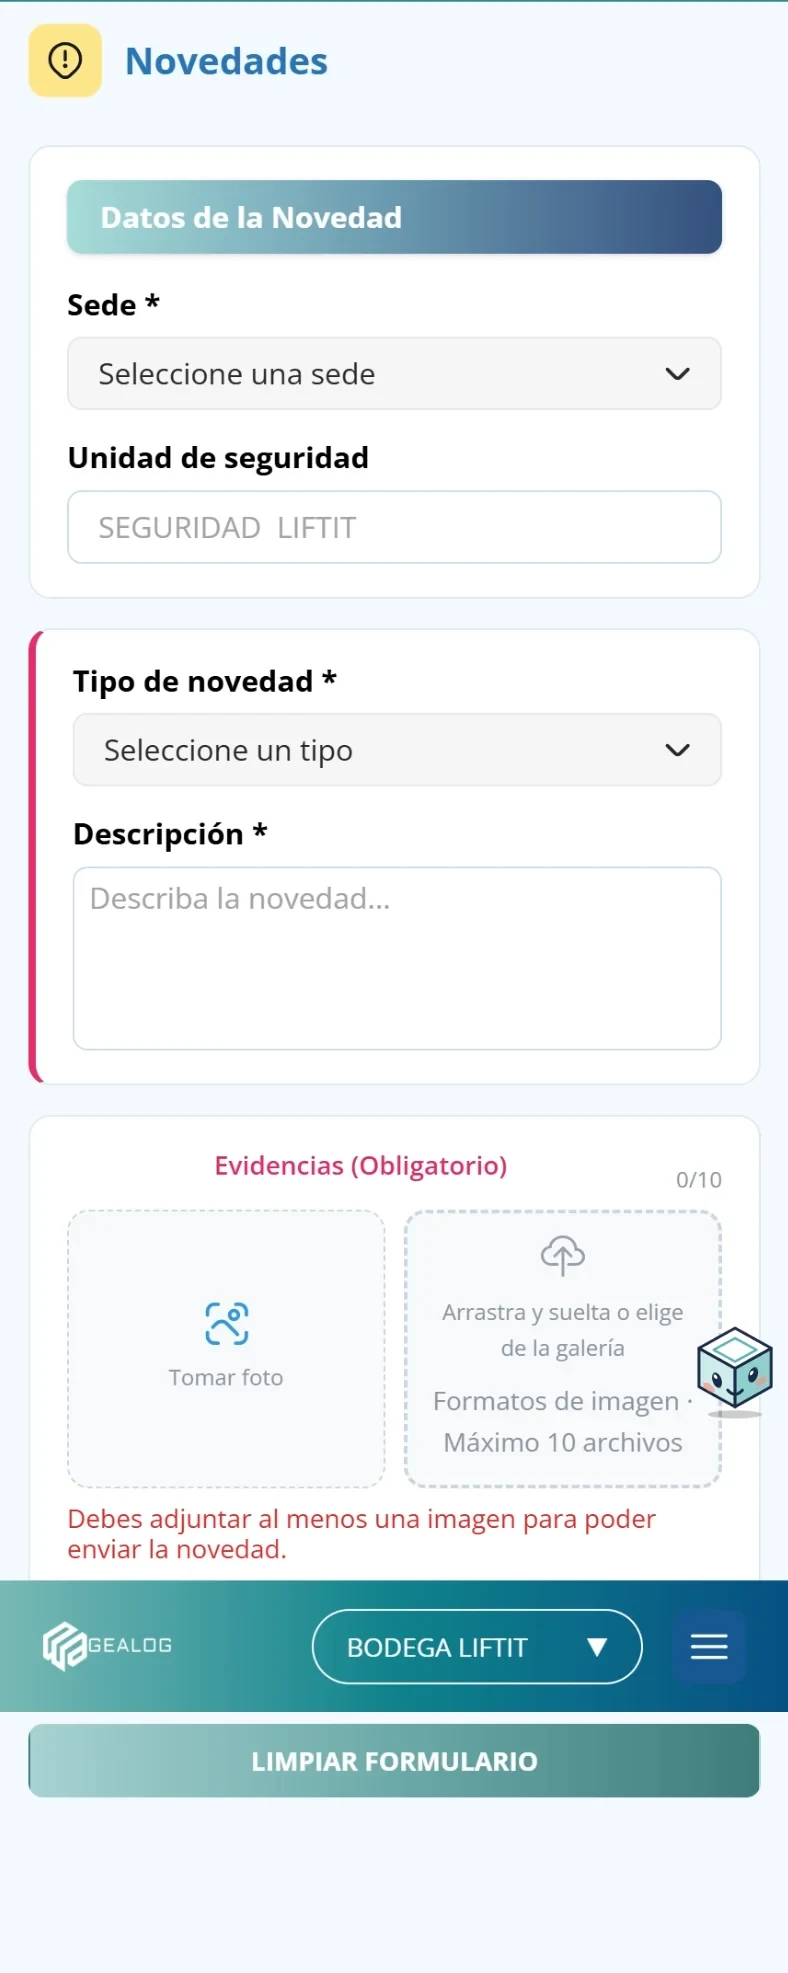 Novedades
Datos de la Novedad
Sede *
Seleccione una sede
Unidad de seguridad
SEGURIDAD  LIFTIT
Tipo de novedad *
Seleccione un tipo
Descripción *
Describa la novedad...
Evidencias (Obligatorio)
0/10
Tomar foto
Arrastra y suelta o elige
de la galería
Formatos de imagen ·
Máximo 10 archivos
Debes adjuntar al menos una imagen para poder
enviar la novedad.
GEALOG
BODEGA LIFTIT
LIMPIAR FORMULARIO